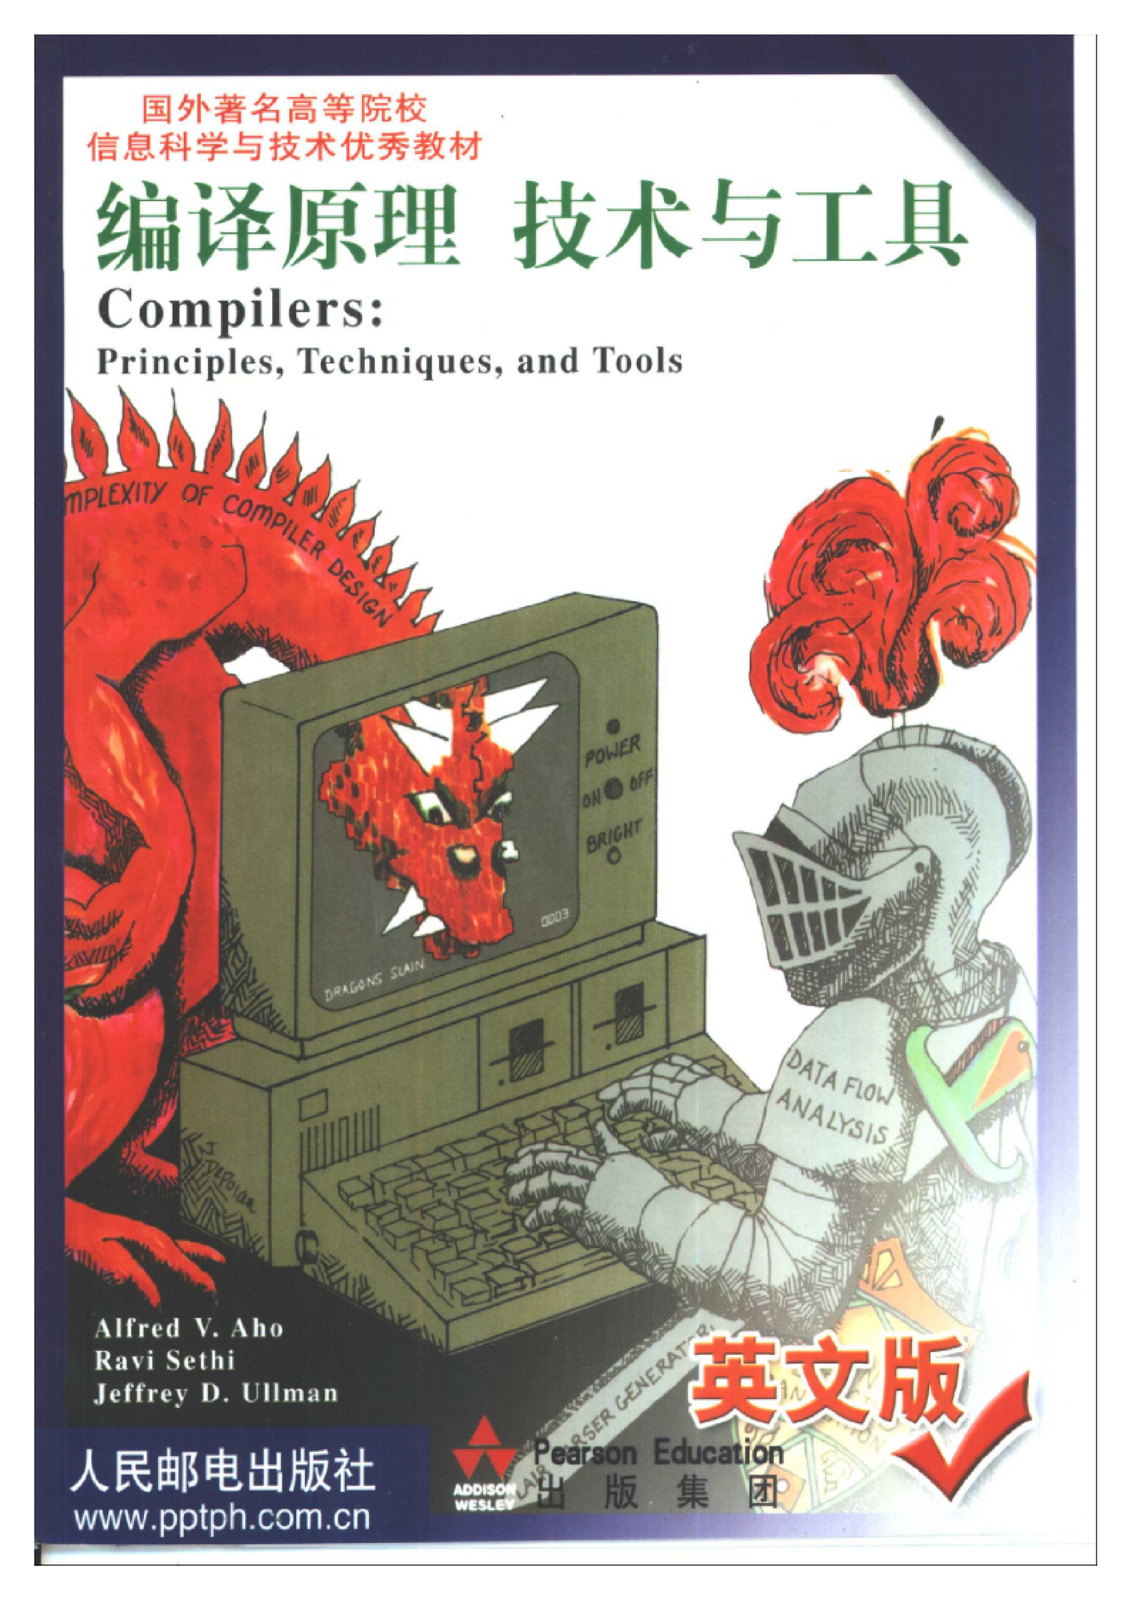 国外著名高等院校
信息科学与技术优秀教材
编译原理 技术与工具
Compilers:
Principles, Techniques, and Tools
MPLEXITY OF COMPILER DESIGN
POWER
ON OFF
BRIGHT
0003
DRAGONS SLAIN
DATA FLOW
ANALYSIS
Alfred V. Aho
Ravi Sethi
Jeffrey D. Ullman
英文版
人民邮电出版社
www.pptph.com.cn
ADDISON
WESLEY
Pearson Education
出版集团
PARSER GENERATOR